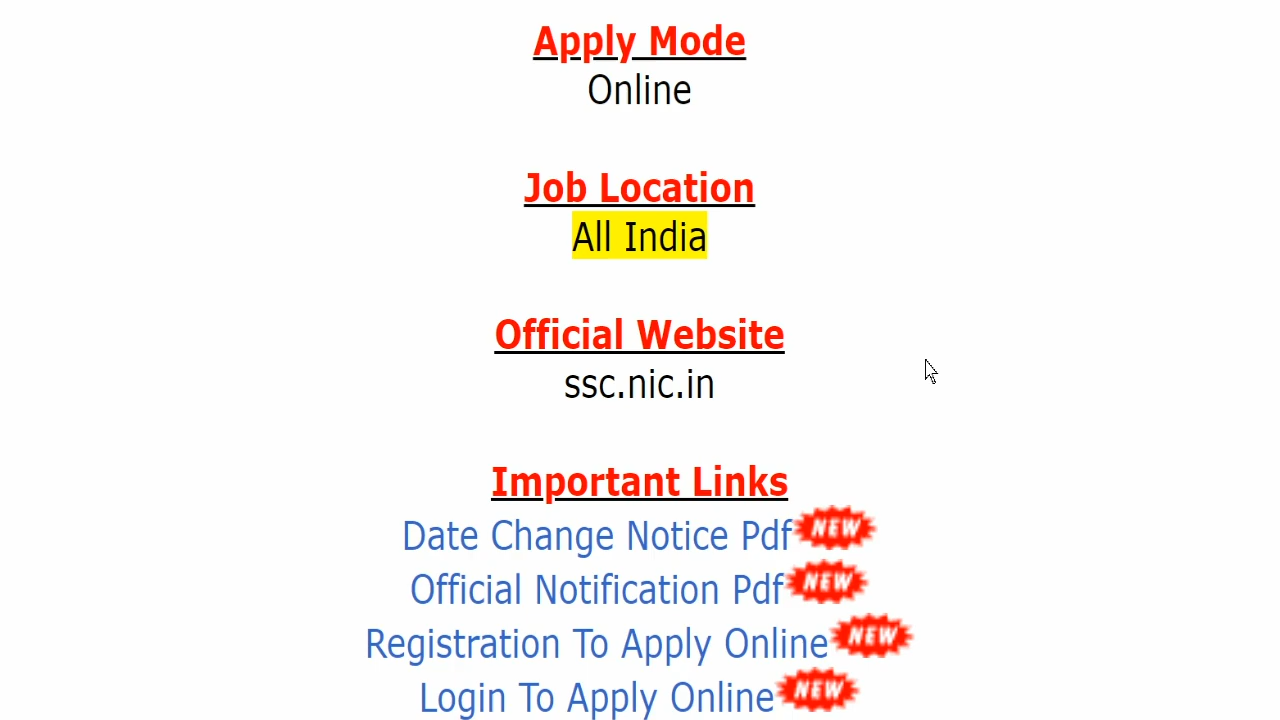 Apply Mode
Online
Job Location
All India
Official Website
ssc.nic.in
Important Links
Date Change Notice Pdf NEW
Official Notification Pdf NEW
Registration To Apply Online NEW
Login To Apply Online NEW